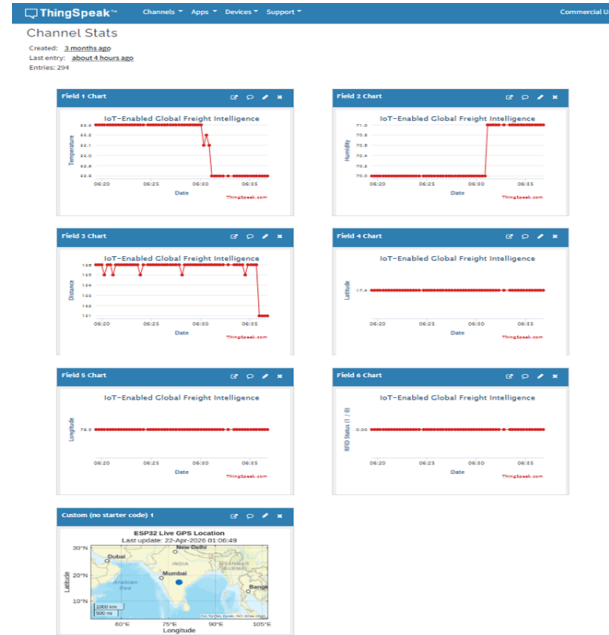 ThingSpeak™ Channels Apps Devices Support Commercial U
Channel Stats
Created: 3 months ago
Last entry: about 4 hours ago
Entries: 294
Field 1 Chart
IoT-Enabled Global Freight Intelligence
Temperature
06:20 06:25 06:30 06:35
Date
ThingSpeak.com
Field 2 Chart
IoT-Enabled Global Freight Intelligence
Humidity
71.0
70.8
70.6
70.4
70.2
70.0
06:20 06:25 06:30 06:35
Date
ThingSpeak.com
Field 3 Chart
IoT-Enabled Global Freight Intelligence
Distance
06:20 06:25 06:30 06:35
Date
ThingSpeak.com
Field 4 Chart
IoT-Enabled Global Freight Intelligence
Latitude
06:20 06:25 06:30 06:35
Date
ThingSpeak.com
Field 5 Chart
IoT-Enabled Global Freight Intelligence
Longitude
06:20 06:25 06:30 06:35
Date
ThingSpeak.com
Field 6 Chart
IoT-Enabled Global Freight Intelligence
RFID Status (1 / 0)
0.00
06:20 06:25 06:30 06:35
Date
ThingSpeak.com
Custom (no starter code) 1
ESP32 Live GPS Location
Last update: 22-Apr-2026 01:06:49
Latitude
30°N
20°N
10°N
New Delhi
Dubai
INDIA
Mumbai
Arabian
Sea
Bang
1000 km
500 mi
60°E 75°E 90°E 105°E
Longitude